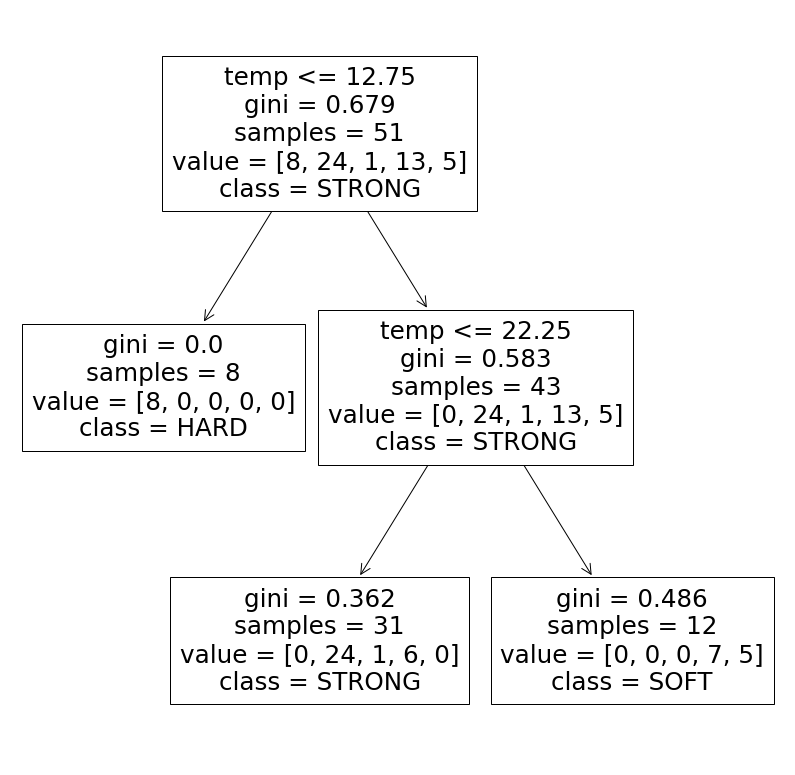 temp <= 12.75
gini = 0.679
samples = 51
value = [8, 24, 1, 13, 5]
class = STRONG
gini = 0.0
samples = 8
value = [8, 0, 0, 0, 0]
class = HARD
temp <= 22.25
gini = 0.583
samples = 43
value = [0, 24, 1, 13, 5]
class = STRONG
gini = 0.362
samples = 31
value = [0, 24, 1, 6, 0]
class = STRONG
gini = 0.486
samples = 12
value = [0, 0, 0, 7, 5]
class = SOFT